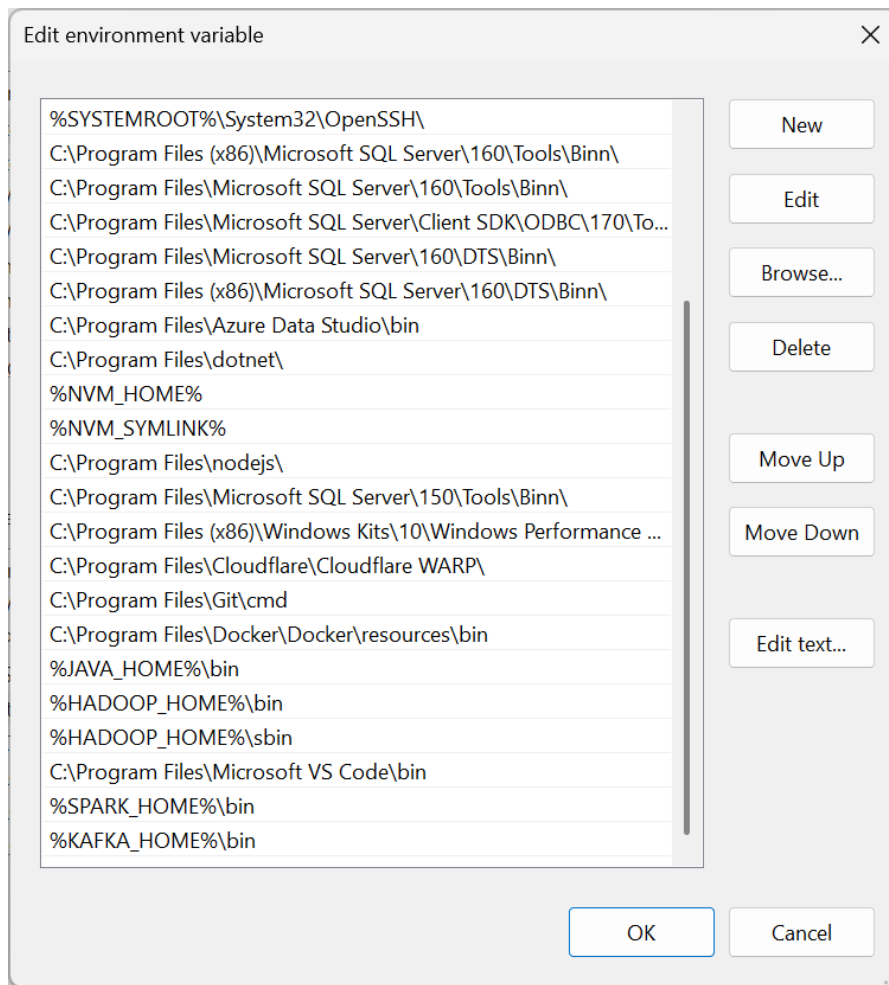 Edit environment variable
%SYSTEMROOT%\System32\OpenSSH\
C:\Program Files (x86)\Microsoft SQL Server\160\Tools\Binn\
C:\Program Files\Microsoft SQL Server\160\Tools\Binn\
C:\Program Files\Microsoft SQL Server\Client SDK\ODBC\170\To...
C:\Program Files\Microsoft SQL Server\160\DTS\Binn\
C:\Program Files (x86)\Microsoft SQL Server\160\DTS\Binn\
C:\Program Files\Azure Data Studio\bin
C:\Program Files\dotnet\
%NVM_HOME%
%NVM_SYMLINK%
C:\Program Files\nodejs\
C:\Program Files\Microsoft SQL Server\150\Tools\Binn\
C:\Program Files (x86)\Windows Kits\10\Windows Performance ...
C:\Program Files\Cloudflare\Cloudflare WARP\
C:\Program Files\Git\cmd
C:\Program Files\Docker\Docker\resources\bin
%JAVA_HOME%\bin
%HADOOP_HOME%\bin
%HADOOP_HOME%\sbin
C:\Program Files\Microsoft VS Code\bin
%SPARK_HOME%\bin
%KAFKA_HOME%\bin
New
Edit
Browse...
Delete
Move Up
Move Down
Edit text...
OK
Cancel